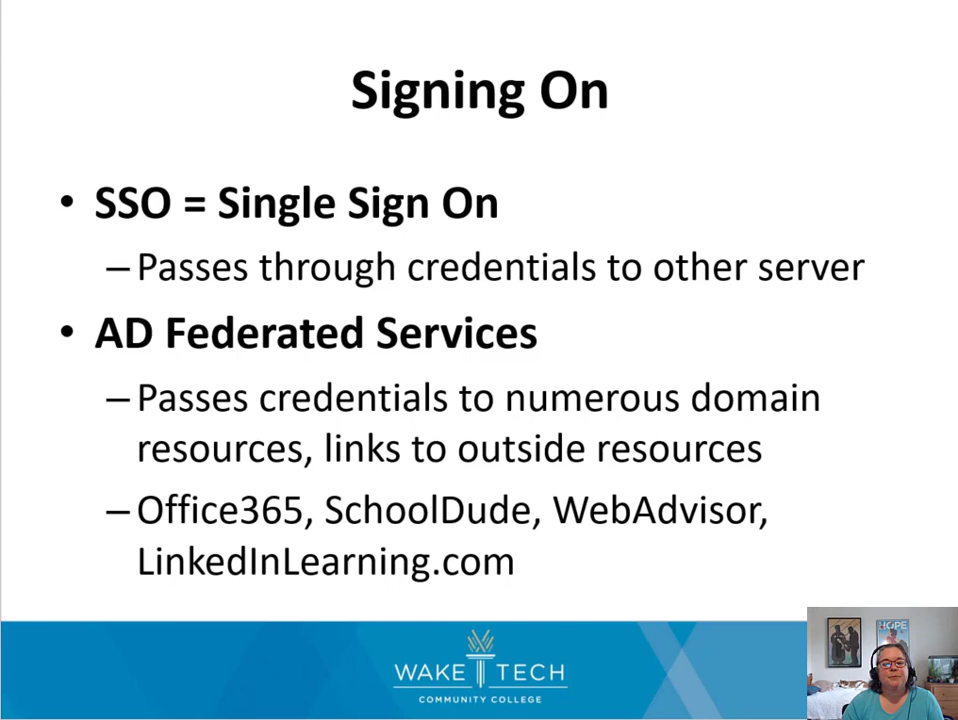 Signing On
• SSO = Single Sign On
– Passes through credentials to other server
• AD Federated Services
– Passes credentials to numerous domain
resources, links to outside resources
– Office365, SchoolDude, WebAdvisor,
LinkedInLearning.com
WAKE TECH
COMMUNITY COLLEGE
HOPE